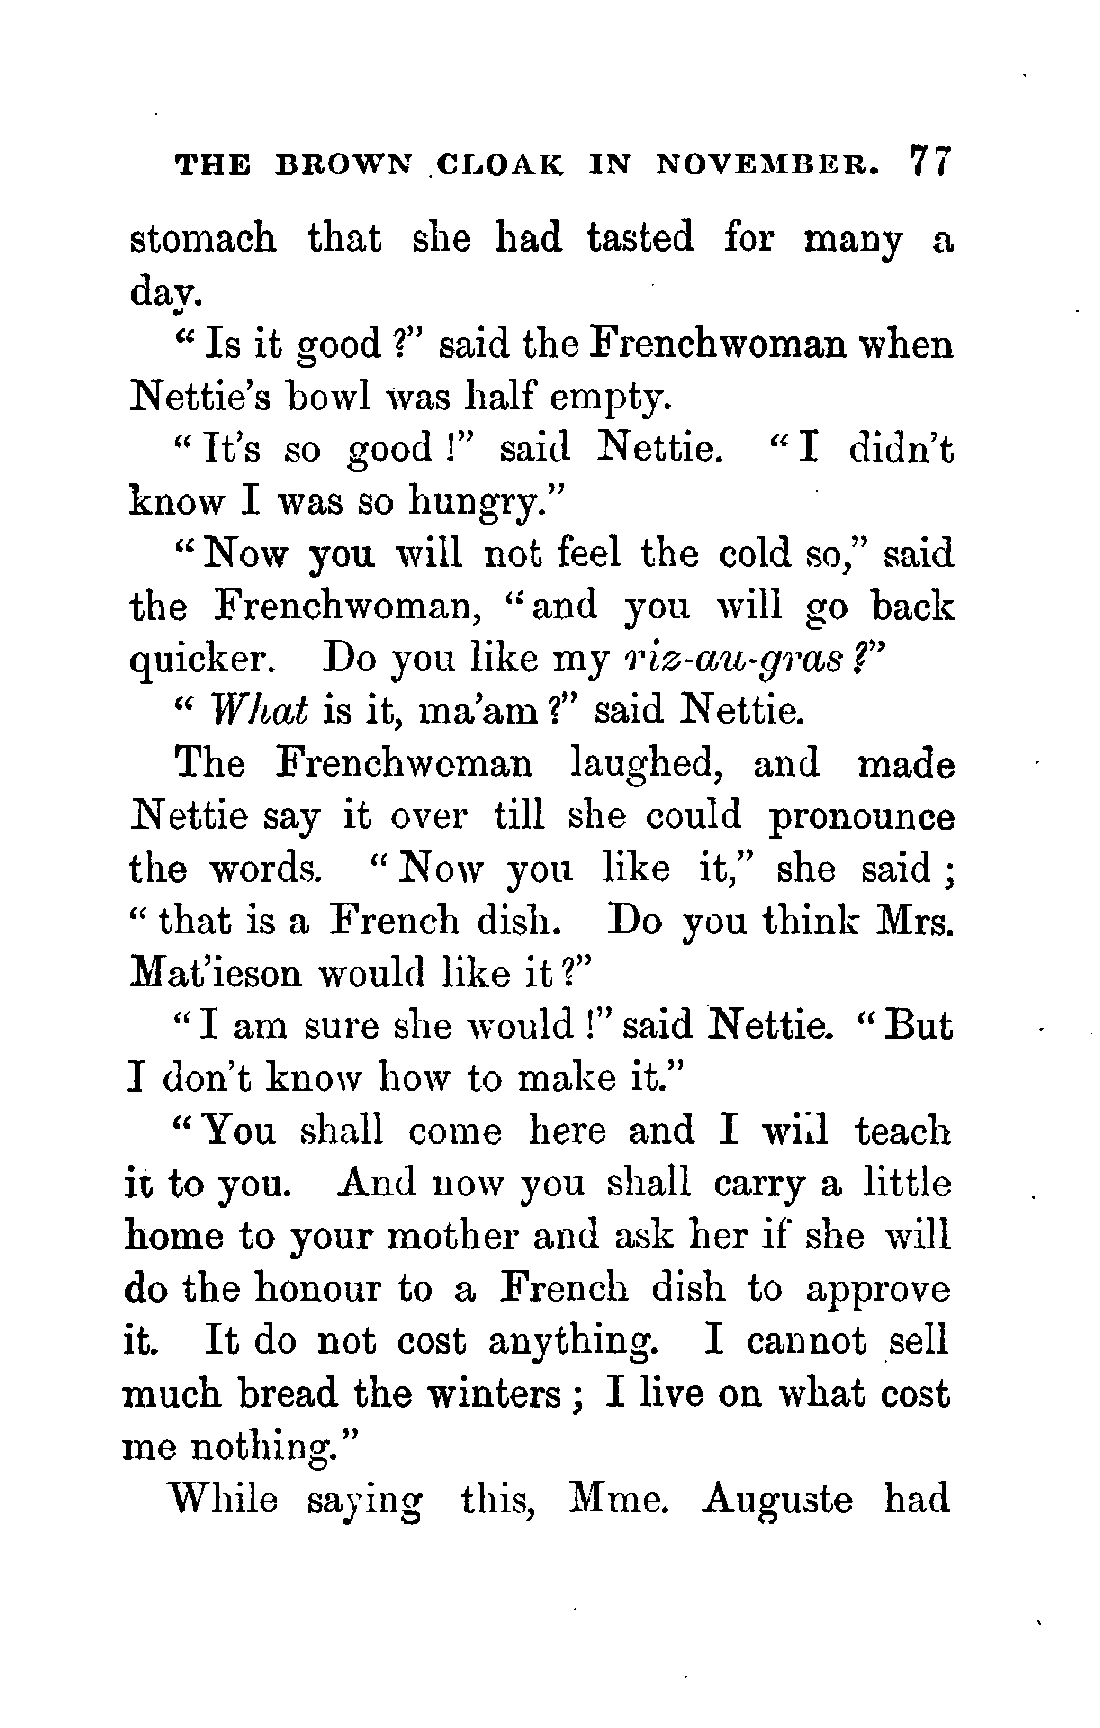 THE BROWN CLOAK IN NOVEMBER. 77
stomach that she had tasted for many a
day.
“Is it good?” said the Frenchwoman when
Nettie’s bowl was half empty.
“It’s so good!” said Nettie. “I didn’t
know I was so hungry.”
“Now you will not feel the cold so,” said
the Frenchwoman, “and you will go back
quicker. Do you like my riz-au-gras?”
“What is it, ma’am?” said Nettie.
The Frenchwoman laughed, and made
Nettie say it over till she could pronounce
the words. “Now you like it,” she said;
“that is a French dish. Do you think Mrs.
Mat’ieson would like it?”
“I am sure she would!” said Nettie. “But
I don’t know how to make it.”
“You shall come here and I will teach
it to you. And now you shall carry a little
home to your mother and ask her if she will
do the honour to a French dish to approve
it. It do not cost anything. I cannot sell
much bread the winters; I live on what cost
me nothing.”
While saying this, Mme. Auguste had